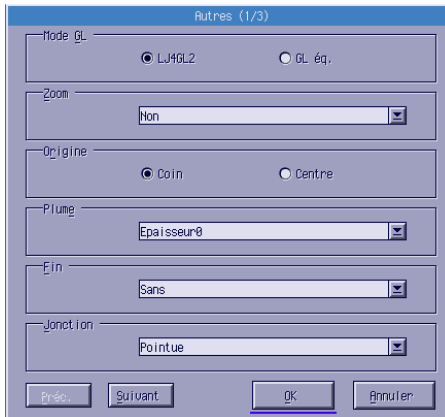 Autres (1/3)
Mode GL
LJ4GL2 GL éq.
Zoom
Non
Origine
Coin Centre
Plume
Epaisseur0
Fin
Sans
Jonction
Pointue
Préc. Suivant OK Annuler